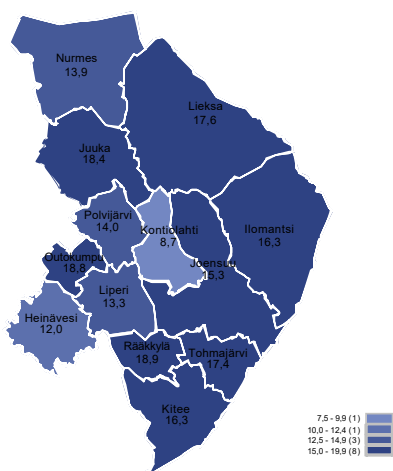 Nurmes
13,9
Lieksa
17,6
Juuka
18,4
Polvijärvi
14,0
Kontiolahti
8,7
Ilomantsi
16,3
Outokumpu
18,8
Joensuu
15,3
Liperi
13,3
Heinävesi
12,0
Rääkkylä
18,9
Tohmajärvi
17,4
Kitee
16,3
7,5 - 9,9 (1)
10,0 - 12,4 (1)
12,5 - 14,9 (3)
15,0 - 19,9 (8)